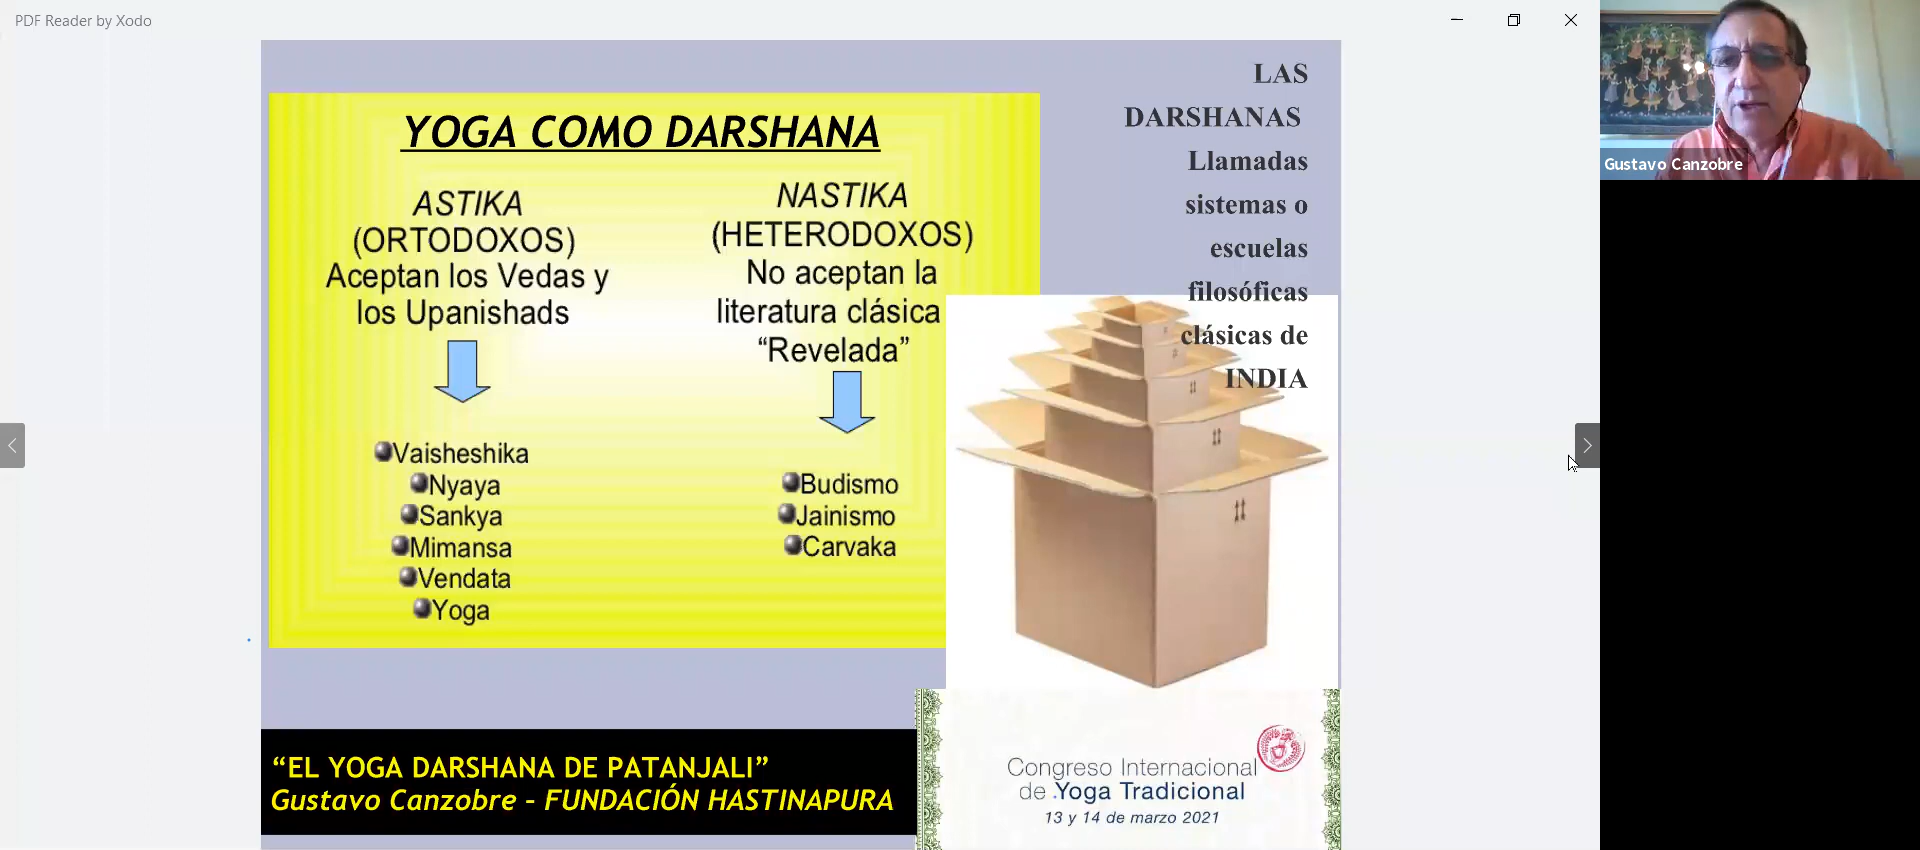 PDF Reader by Xodo
YOGA COMO DARSHANA
ASTIKA
(ORTODOXOS)
Aceptan los Vedas y
los Upanishads
Vaisheshika
Nyaya
Sankya
Mimansa
Vendata
Yoga
NASTIKA
(HETERODOXOS)
No aceptan la
literatura clásica
“Revelada”
Budismo
Jainismo
Carvaka
LAS
DARSHANAS
Llamadas
sistemas o
escuelas
filosóficas
clásicas de
INDIA
“EL YOGA DARSHANA DE PATANJALI”
Gustavo Canzobre – FUNDACIÓN HASTINAPURA
Congreso Internacional
de Yoga Tradicional
13 y 14 de marzo 2021
Gustavo Canzobre